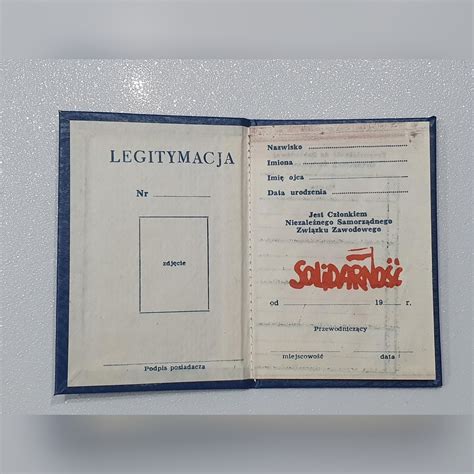 LEGITYMACJA
Nr
zdjęcie
Podpis posiadacza
Nazwisko
Imiona
Imię ojca
Data urodzenia
Jest Członkiem
Niezależnego Samorządnego
Związku Zawodowego
SOLIDARNOŚĆ
od 19 r.
Przewodniczący
miejscowość data